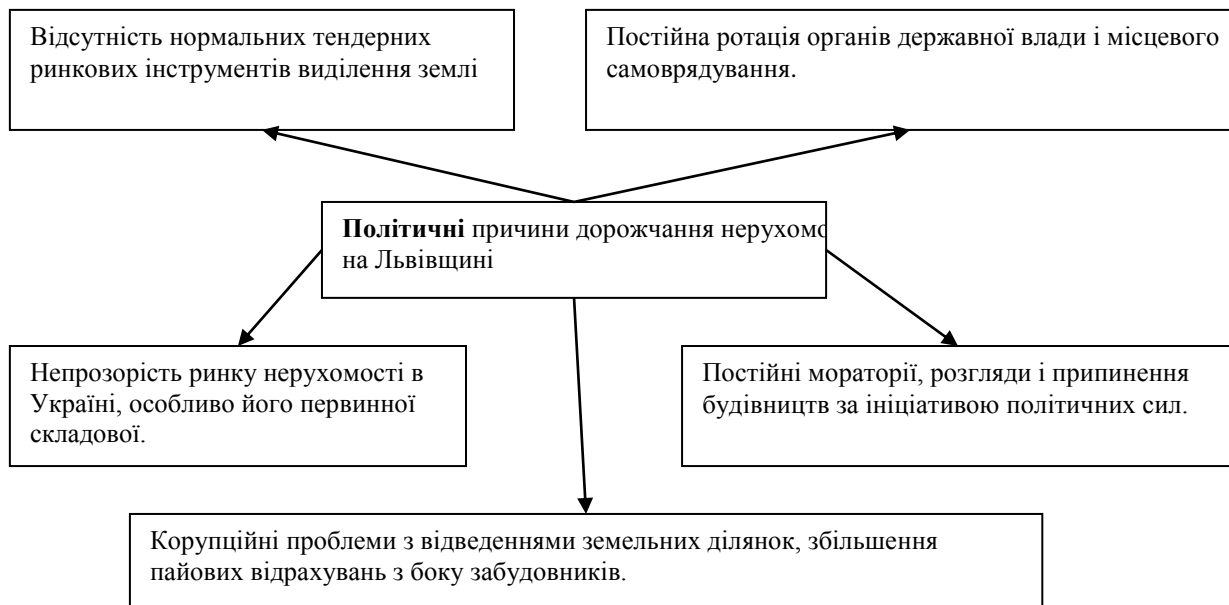 Відсутність нормальних тендерних
ринкових інструментів виділення землі
Постійна ротація органів державної влади і місцевого
самоврядування.
Політичні причини дорожчання нерухомо
на Львівщині
Непрозорість ринку нерухомості в
Україні, особливо його первинної
складової.
Постійні мораторії, розгляди і припинення
будівництв за ініціативою політичних сил.
Корупційні проблеми з відведеннями земельних ділянок, збільшення
пайових відрахувань з боку забудовників.